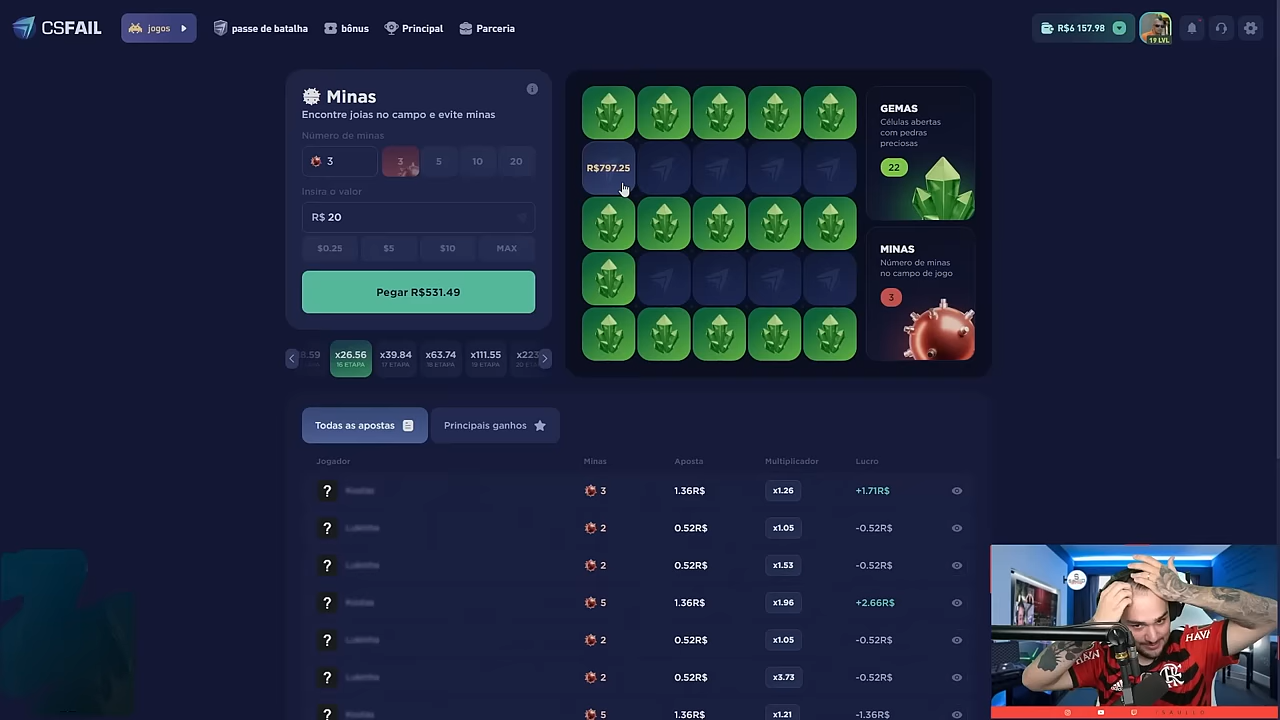 CSFAIL
jogos
passe de batalha
bônus
Principal
Parceria
R$6 157.98
19 LVL
Minas
Encontre joias no campo e evite minas
Número de minas
3
3
5
10
20
Insira o valor
R$ 20
$0.25
$5
$10
MAX
Pegar R$531.49
x26.56
16 ETAPA
x39.84
17 ETAPA
x63.74
18 ETAPA
x111.55
19 ETAPA
R$797.25
GEMAS
Células abertas
com pedras
preciosas
22
MINAS
Número de minas
no campo de jogo
3
Todas as apostas
Principais ganhos
Jogador
Minas
Aposta
Multiplicador
Lucro
? 3 1.36R$ x1.26 +1.71R$
? 2 0.52R$ x1.05 -0.52R$
? 2 0.52R$ x1.53 -0.52R$
? 5 1.36R$ x1.96 +2.66R$
? 2 0.52R$ x1.05 -0.52R$
? 2 0.52R$ x3.73 -0.52R$
? 5 1.36R$ x1.21 -1.36R$